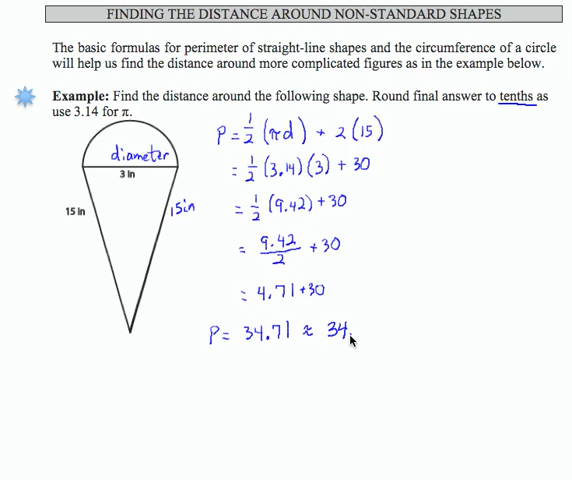 FINDING THE DISTANCE AROUND NON-STANDARD SHAPES
The basic formulas for perimeter of straight-line shapes and the circumference of a circle
will help us find the distance around more complicated figures as in the example below.
Example: Find the distance around the following shape. Round final answer to tenths as
use 3.14 for π.
diameter
3 in
15 in
15in
P = 1/2 (πd) + 2(15)
= 1/2 (3.14)(3) + 30
= 1/2 (9.42) + 30
= 9.42/2 + 30
= 4.71 + 30
P = 34.71 ≈ 34.